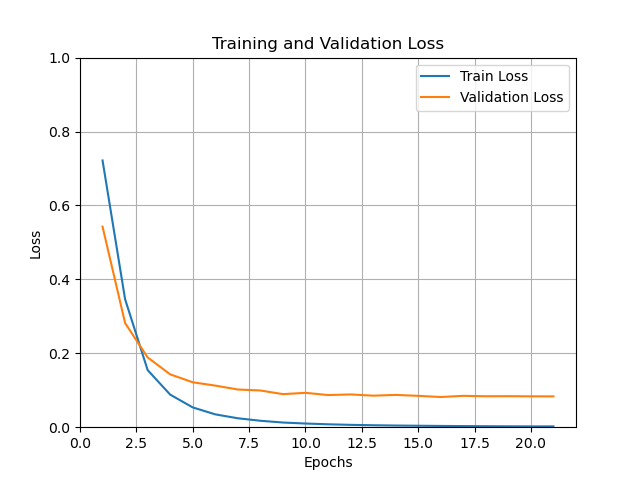 Training and Validation Loss
1.0
0.8
0.6
0.4
0.2
0.0
Loss
Train Loss
Validation Loss
0.0 2.5 5.0 7.5 10.0 12.5 15.0 17.5 20.0
Epochs